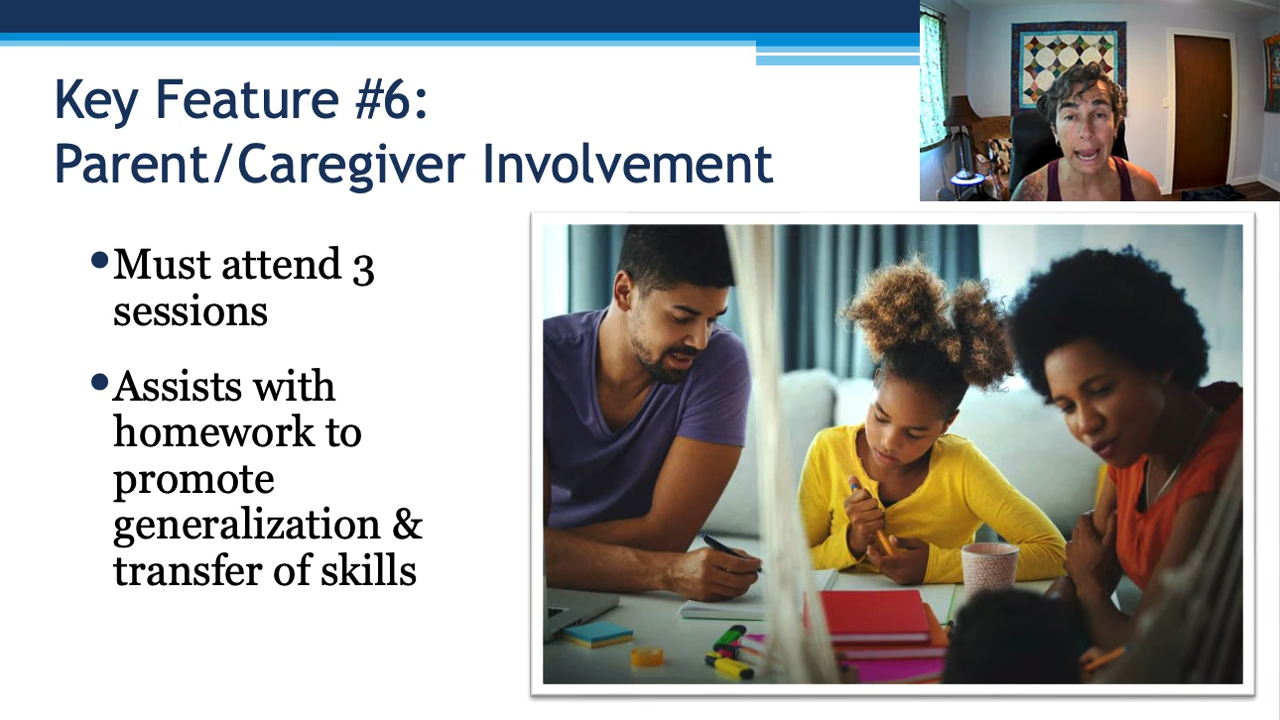 Key Feature #6:
Parent/Caregiver Involvement
•Must attend 3
sessions
•Assists with
homework to
promote
generalization &
transfer of skills